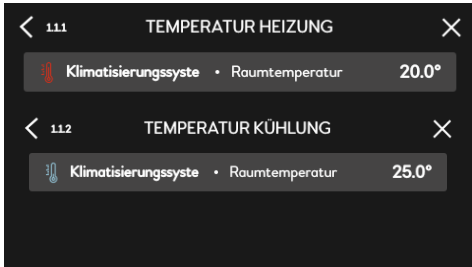 1.1.1 TEMPERATUR HEIZUNG
Klimatisierungssyste • Raumtemperatur 20.0°
1.1.2 TEMPERATUR KÜHLUNG
Klimatisierungssyste • Raumtemperatur 25.0°